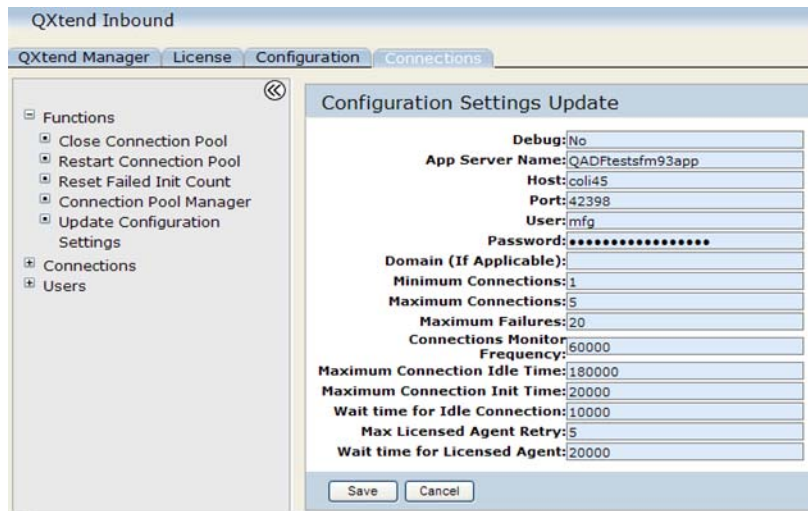 QXtend Inbound
QXtend Manager License Configuration Connections
Functions
Close Connection Pool
Restart Connection Pool
Reset Failed Init Count
Connection Pool Manager
Update Configuration
Settings
Connections
Users
Configuration Settings Update
Debug: No
App Server Name: QADFtestsfm93app
Host: coli45
Port: 42398
User: mfg
Password: •••••••••••••••••
Domain (If Applicable):
Minimum Connections: 1
Maximum Connections: 5
Maximum Failures: 20
Connections Monitor
Frequency: 60000
Maximum Connection Idle Time: 180000
Maximum Connection Init Time: 20000
Wait time for Idle Connection: 10000
Max Licensed Agent Retry: 5
Wait time for Licensed Agent: 20000
Save Cancel